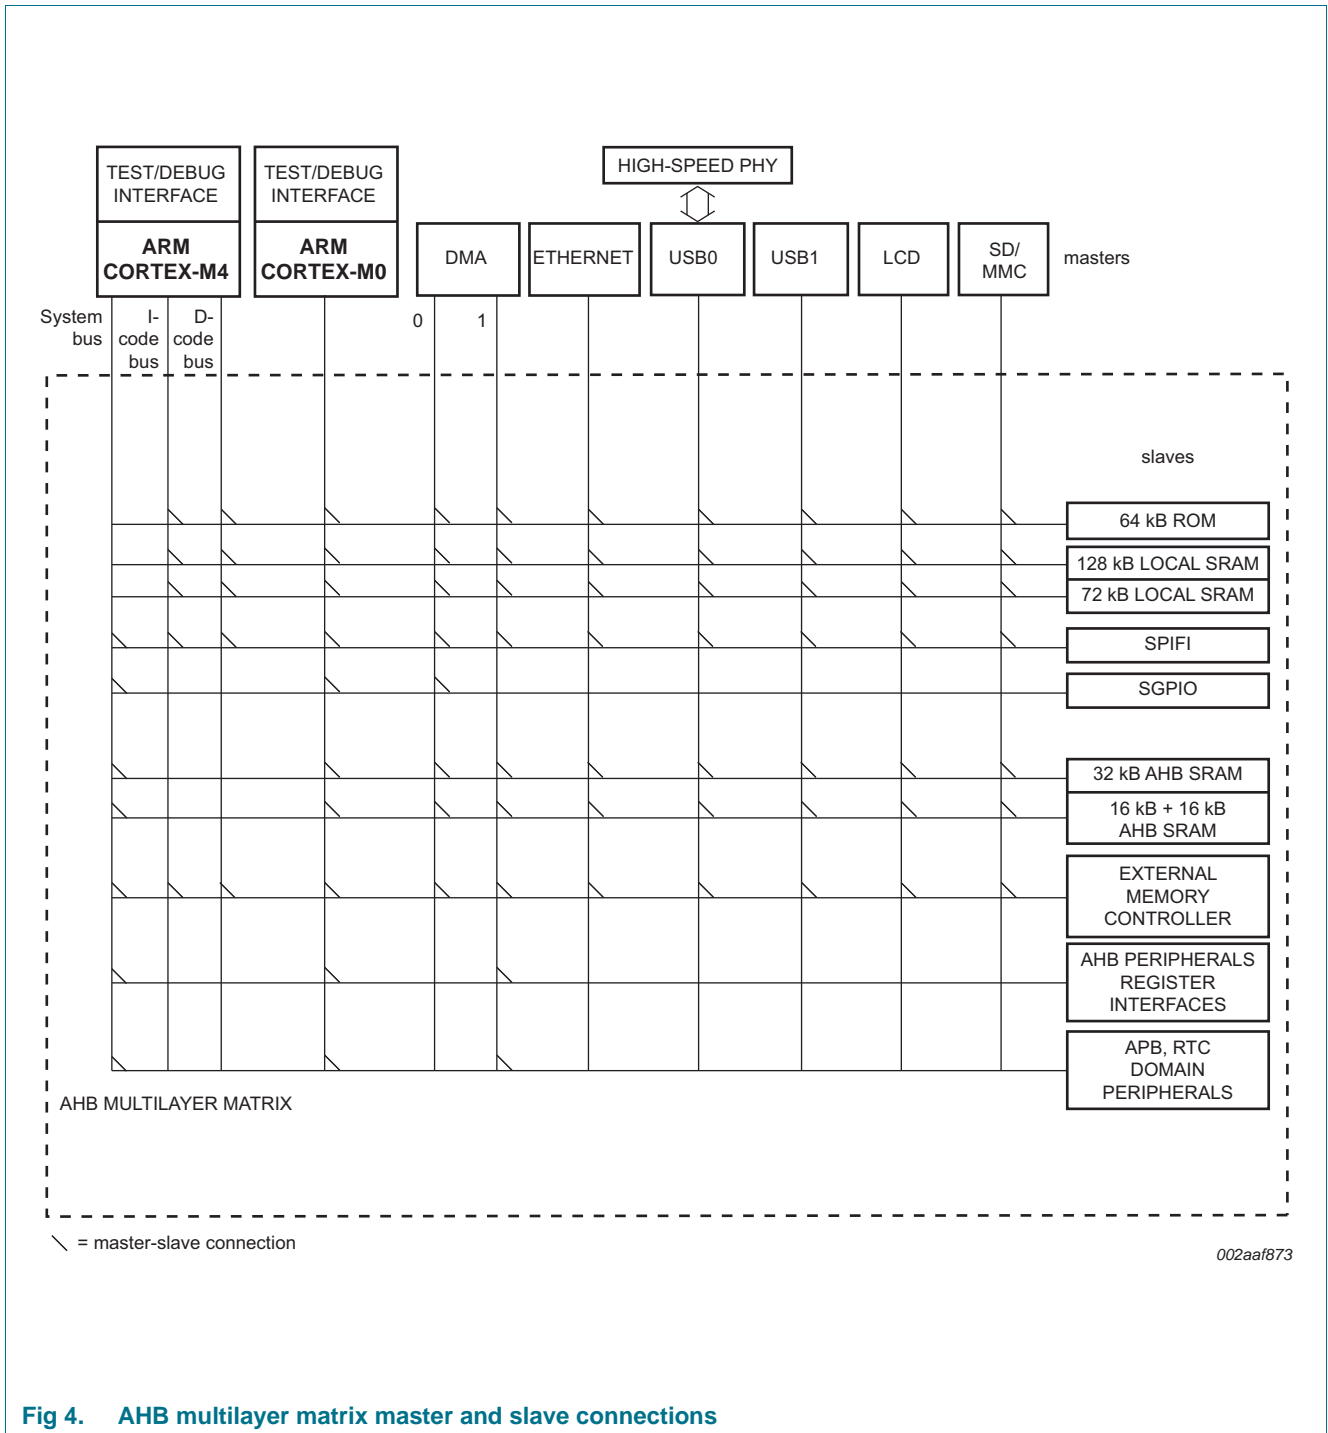 TEST/DEBUG
INTERFACE
ARM
CORTEX-M4
TEST/DEBUG
INTERFACE
ARM
CORTEX-M0
HIGH-SPEED PHY
DMA
ETHERNET
USB0
USB1
LCD
SD/
MMC
masters
System
bus
I-
code
bus
D-
code
bus
0
1
slaves
64 kB ROM
128 kB LOCAL SRAM
72 kB LOCAL SRAM
SPIFI
SGPIO
32 kB AHB SRAM
16 kB + 16 kB
AHB SRAM
EXTERNAL
MEMORY
CONTROLLER
AHB PERIPHERALS
REGISTER
INTERFACES
APB, RTC
DOMAIN
PERIPHERALS
AHB MULTILAYER MATRIX
= master-slave connection
002aaf873
Fig 4. AHB multilayer matrix master and slave connections